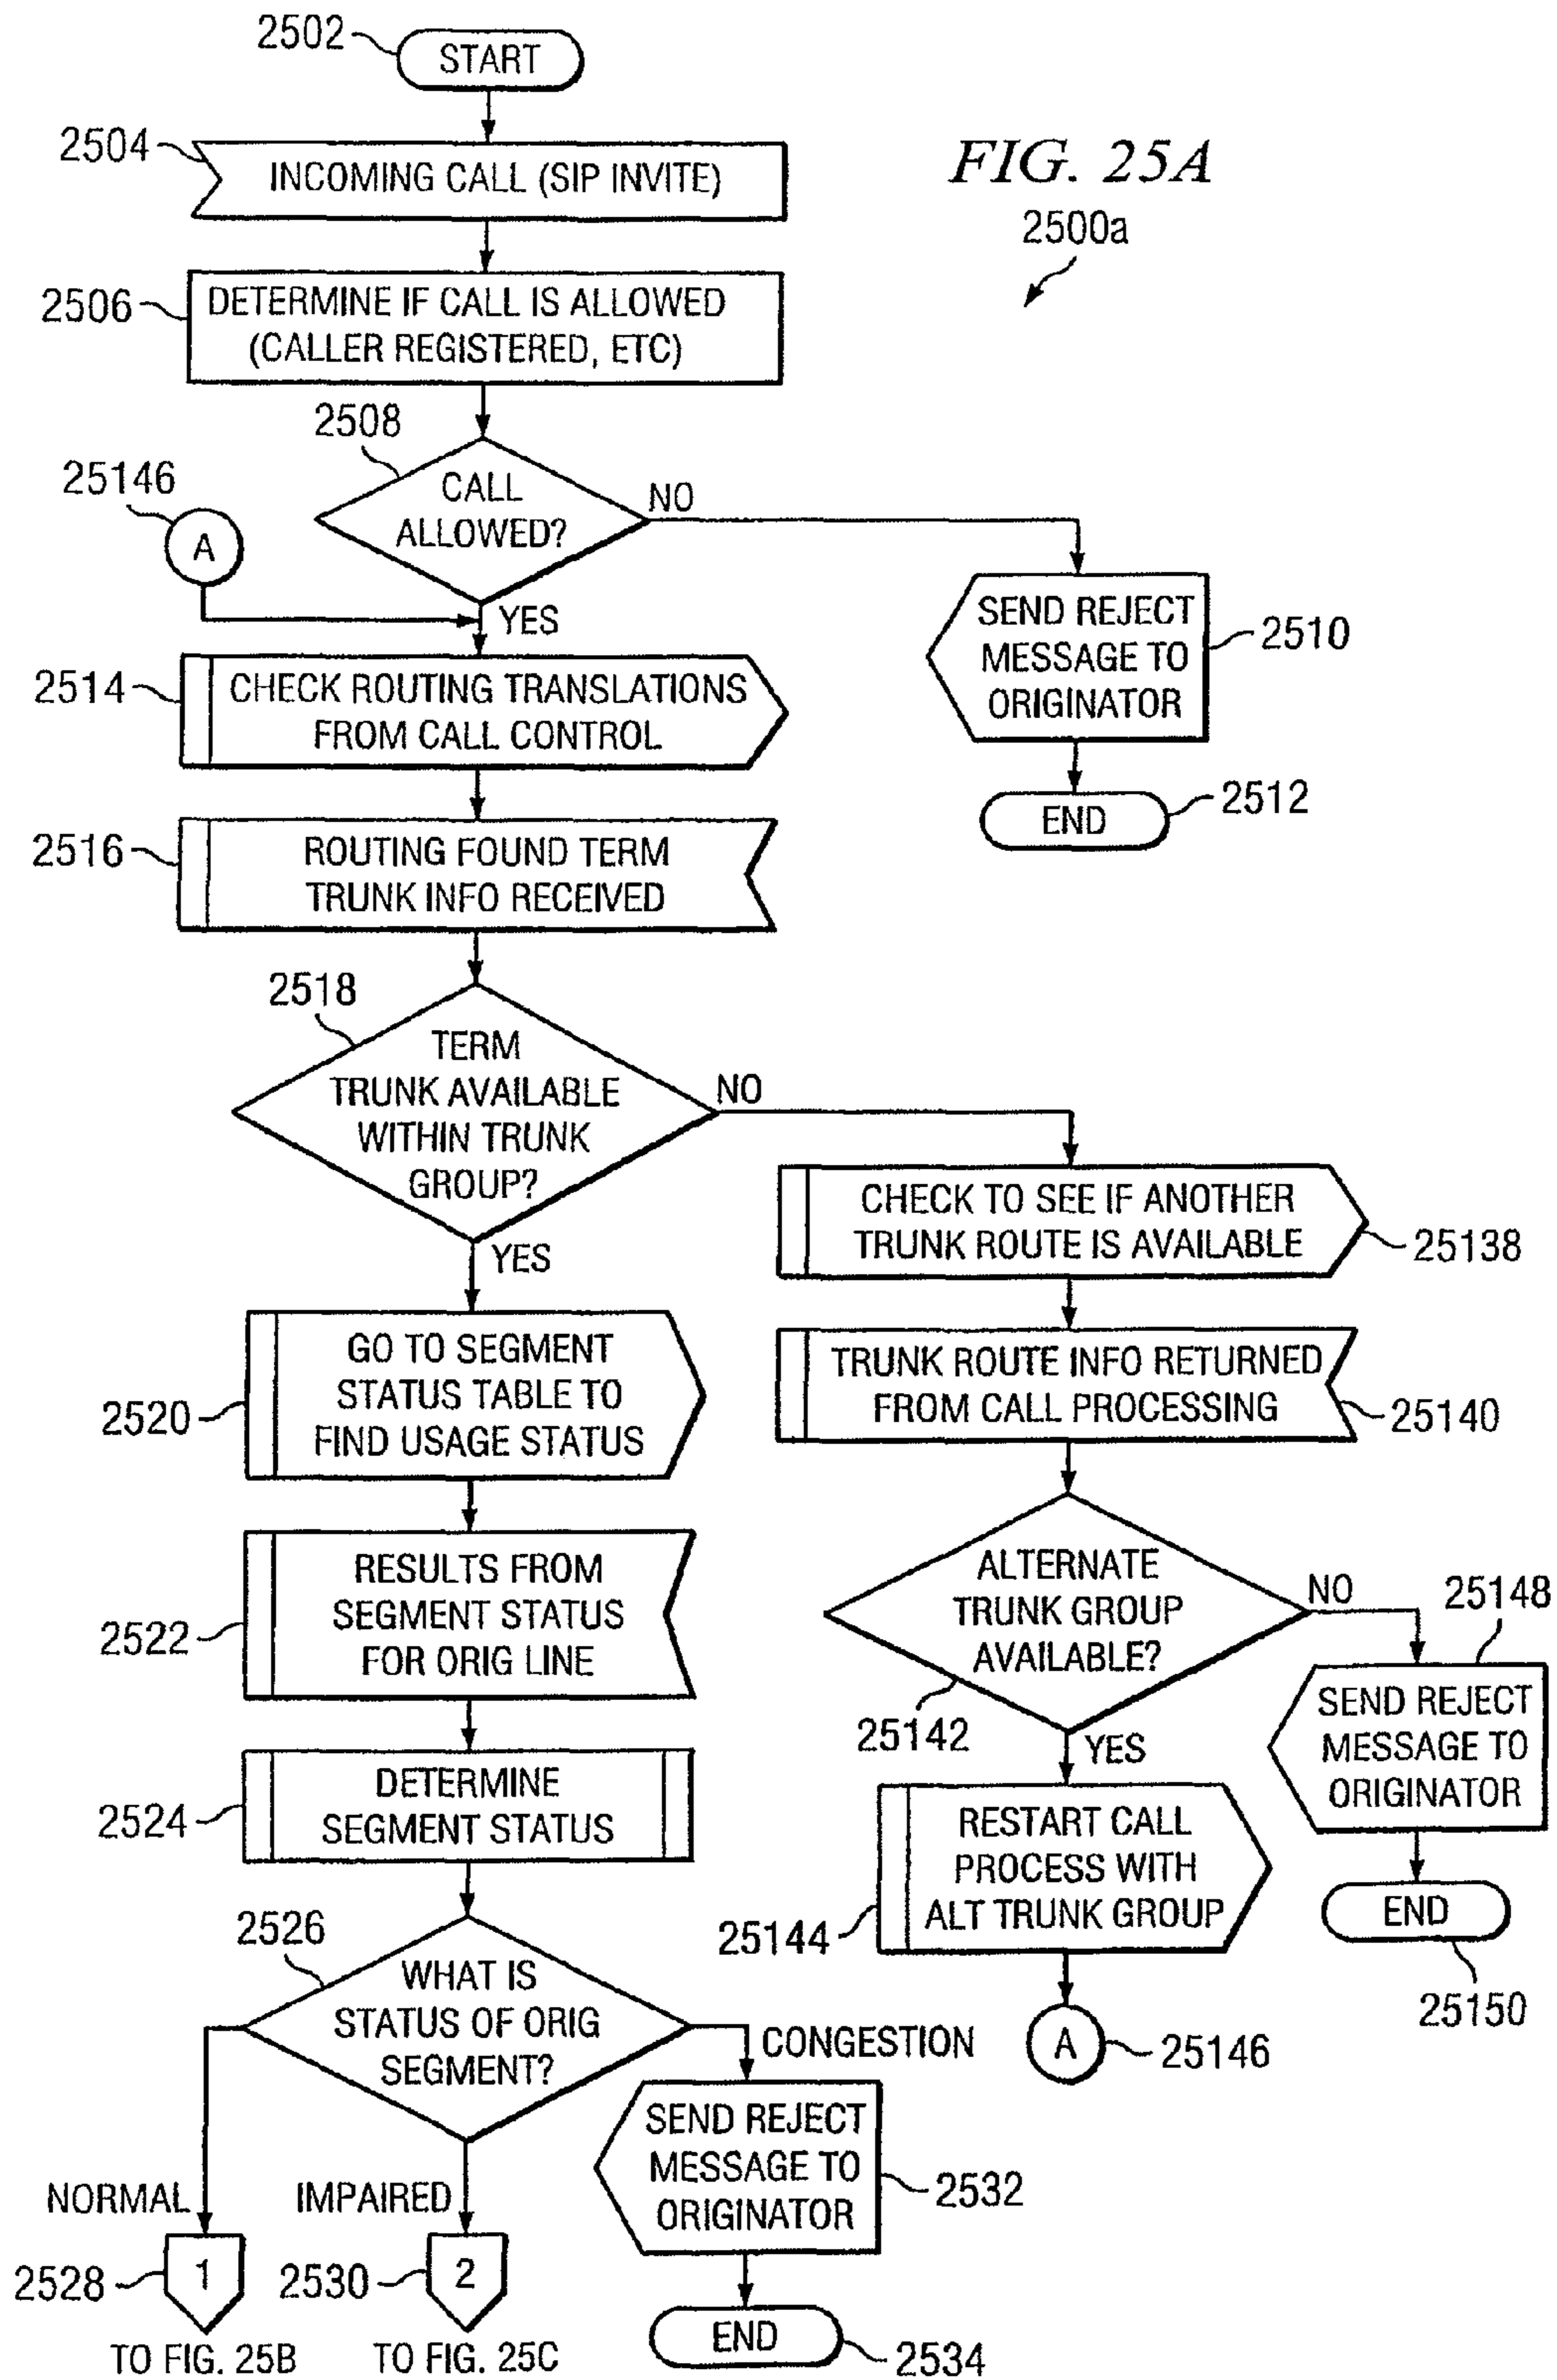 2502
START
FIG. 25A
2500a
2504
INCOMING CALL (SIP INVITE)
2506
DETERMINE IF CALL IS ALLOWED
(CALLER REGISTERED, ETC)
2508
CALL
ALLOWED?
NO
25146
A
YES
SEND REJECT
MESSAGE TO
ORIGINATOR
2510
END
2512
2514
CHECK ROUTING TRANSLATIONS
FROM CALL CONTROL
2516
ROUTING FOUND TERM
TRUNK INFO RECEIVED
2518
TERM
TRUNK AVAILABLE
WITHIN TRUNK
GROUP?
NO
YES
CHECK TO SEE IF ANOTHER
TRUNK ROUTE IS AVAILABLE
25138
TRUNK ROUTE INFO RETURNED
FROM CALL PROCESSING
25140
2520
GO TO SEGMENT
STATUS TABLE TO
FIND USAGE STATUS
2522
RESULTS FROM
SEGMENT STATUS
FOR ORIG LINE
ALTERNATE
TRUNK GROUP
AVAILABLE?
25142
NO
25148
SEND REJECT
MESSAGE TO
ORIGINATOR
END
25150
YES
25144
RESTART CALL
PROCESS WITH
ALT TRUNK GROUP
A
25146
2524
DETERMINE
SEGMENT STATUS
2526
WHAT IS
STATUS OF ORIG
SEGMENT?
CONGESTION
SEND REJECT
MESSAGE TO
ORIGINATOR
2532
END
2534
NORMAL
2528
1
TO FIG. 25B
IMPAIRED
2530
2
TO FIG. 25C